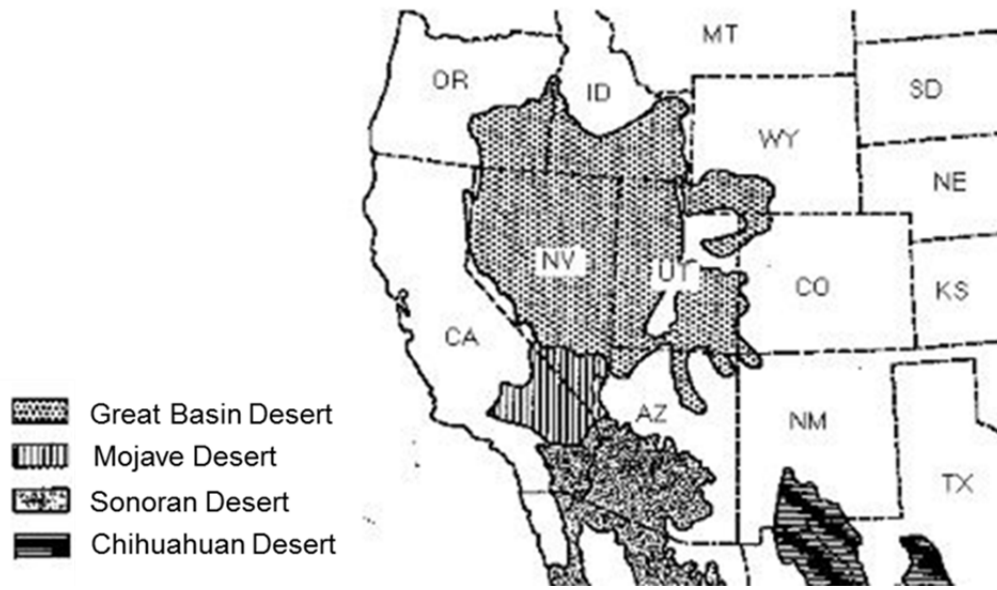 MT
OR
ID
SD
WY
NE
NV
UT
CO
KS
CA
Great Basin Desert
AZ
NM
Mojave Desert
TX
Sonoran Desert
Chihuahuan Desert